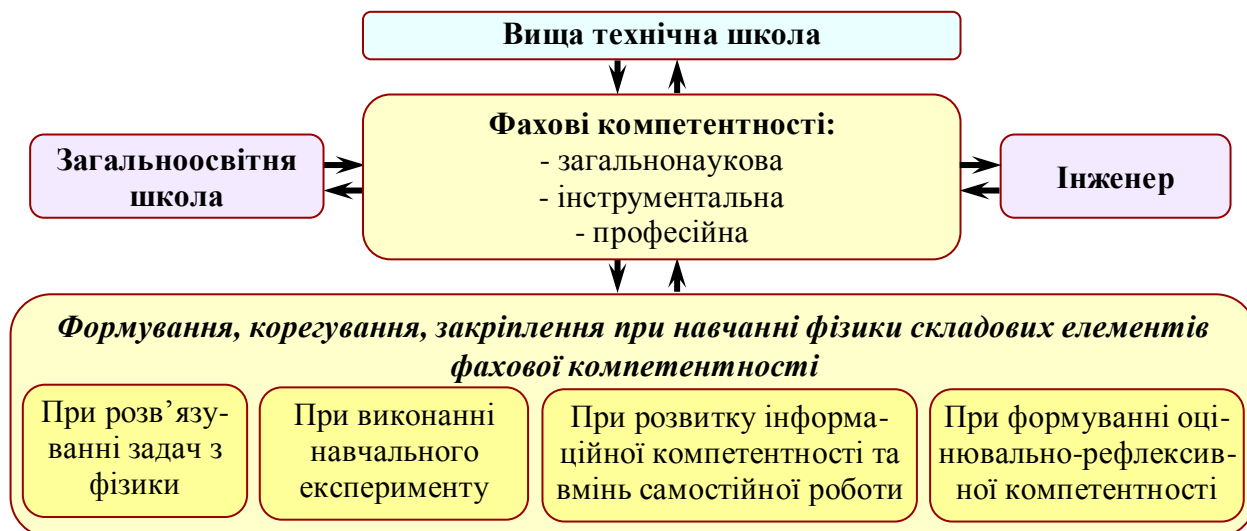 Вища технічна школа
Фахові компетентності:
- загальнонаукова
- інструментальна
- професійна
Загальноосвітня
школа
Інженер
Формування, корегування, закріплення при навчанні фізики складових елементів
фахової компетентності
При розв’язу-
ванні задач з
фізики
При виконанні
навчального
експерименту
При розвитку інформа-
ційної компетентності та
вмінь самостійної роботи
При формуванні оці-
нювально-рефлексив-
ної компетентності